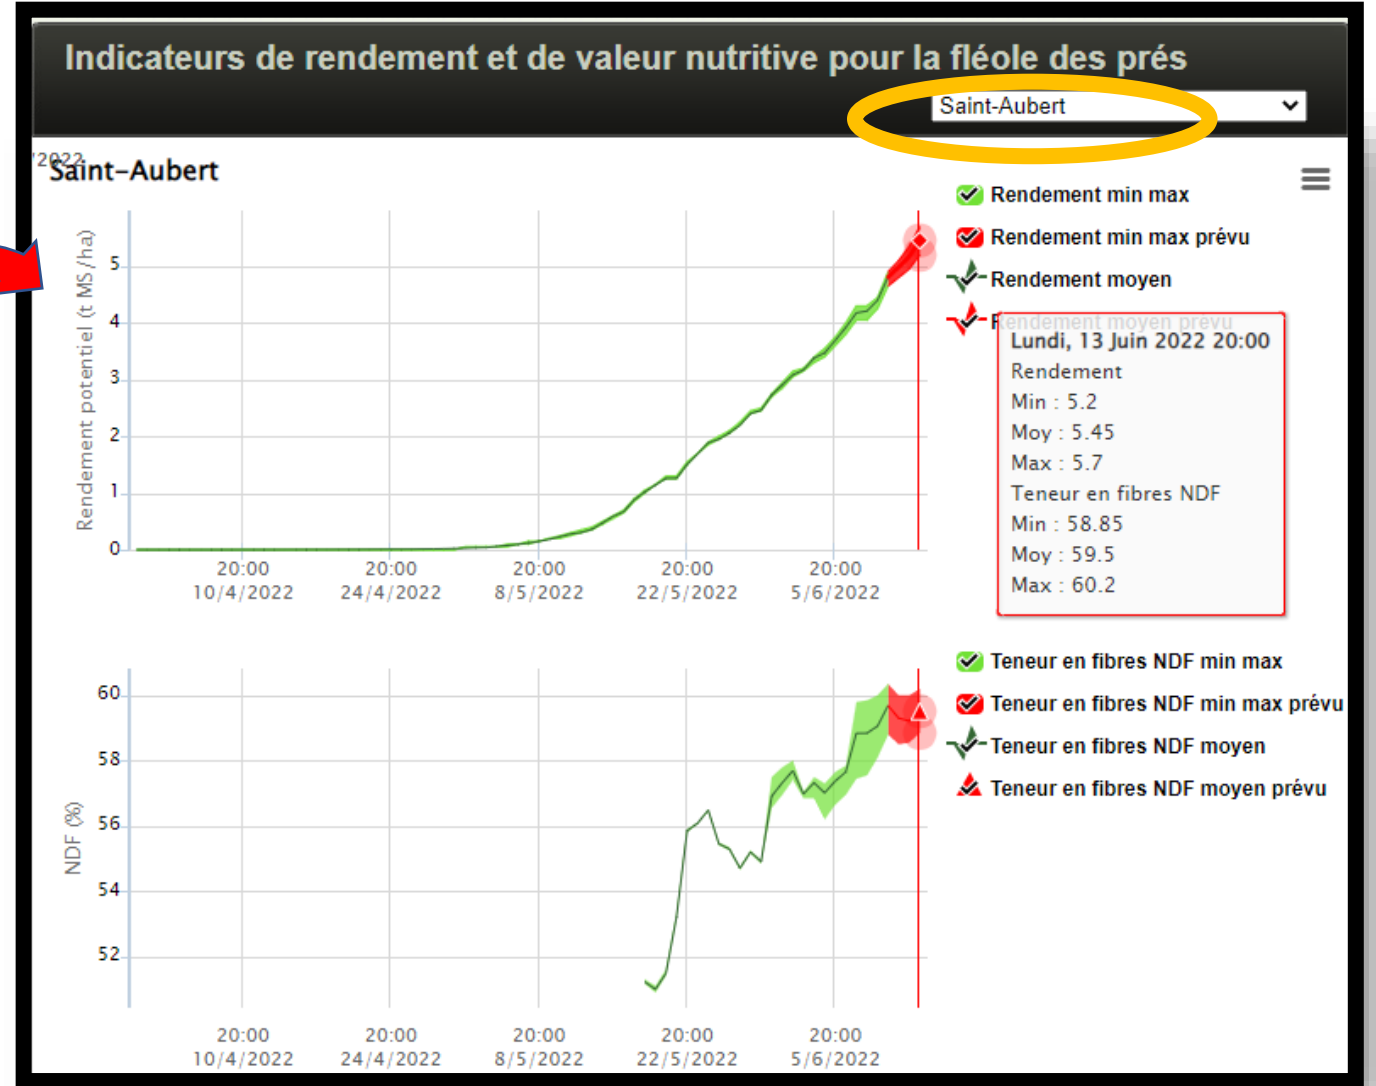 Indicateurs de rendement et de valeur nutritive pour la fléole des prés
Saint-Aubert
/2022
Saint-Aubert
Rendement min max
Rendement min max prévu
Rendement moyen
Rendement moyen prévu
Lundi, 13 Juin 2022 20:00
Rendement
Min : 5.2
Moy : 5.45
Max : 5.7
Teneur en fibres NDF
Min : 58.85
Moy : 59.5
Max : 60.2
Rendement potentiel (t MS/ha)
5
4
3
2
1
0
20:00 20:00 20:00 20:00 20:00
10/4/2022 24/4/2022 8/5/2022 22/5/2022 5/6/2022
Teneur en fibres NDF min max
Teneur en fibres NDF min max prévu
Teneur en fibres NDF moyen
Teneur en fibres NDF moyen prévu
NDF (%)
60
58
56
54
52
20:00 20:00 20:00 20:00 20:00
10/4/2022 24/4/2022 8/5/2022 22/5/2022 5/6/2022